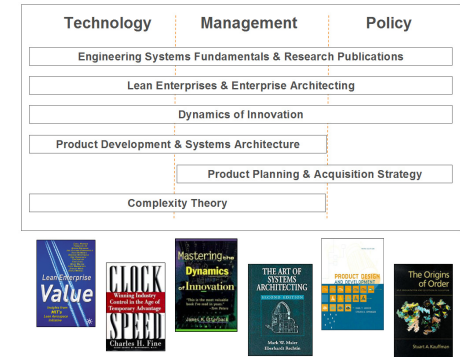 Technology Management Policy
Engineering Systems Fundamentals & Research Publications
Lean Enterprises & Enterprise Architecting
Dynamics of Innovation
Product Development & Systems Architecture
Product Planning & Acquisition Strategy
Complexity Theory
Lean Enterprise
Value
CLOCK
Winning Industry
Control in the Age of
Temporary Advantage
SPEED
Charles H. Fine
Mastering the
Dynamics
of Innovation
James M. Utterback
THE ART OF
SYSTEMS
ARCHITECTING
SECOND EDITION
Mark W. Maier
Eberhardt Rechtin
PRODUCT DESIGN
AND DEVELOPMENT
The Origins
of Order
Stuart A. Kauffman